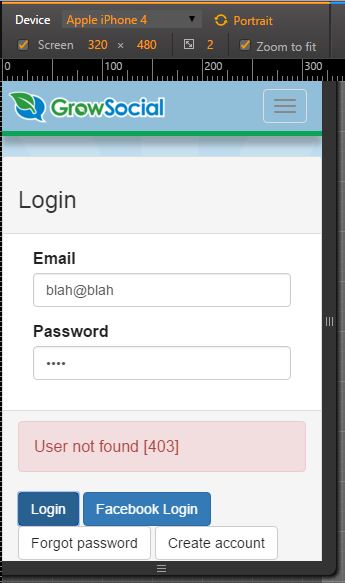 Device Apple iPhone 4 Portrait
Screen 320 × 480 2 Zoom to fit
0 100 200 300
GrowSocial
Login
Email
blah@blah
Password
••••
User not found [403]
Login Facebook Login
Forgot password Create account